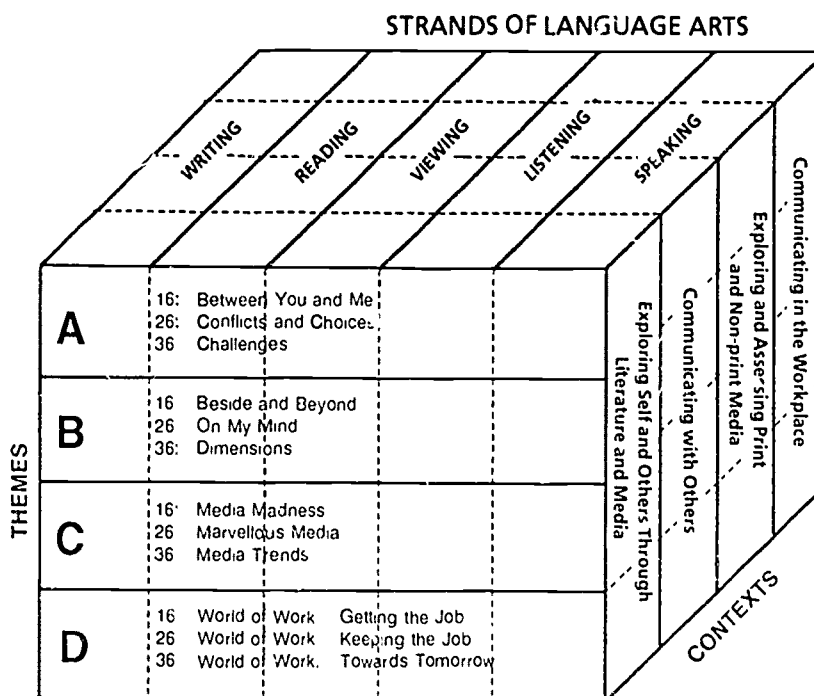 STRANDS OF LANGUAGE ARTS
WRITING
READING
VIEWING
LISTENING
SPEAKING
THEMES
A
16: Between You and Me
26: Conflicts and Choices
36 Challenges
B
16 Beside and Beyond
26 On My Mind
36: Dimensions
C
16: Media Madness
26 Marvellous Media
36 Media Trends
D
16 World of Work Getting the Job
26 World of Work Keeping the Job
36 World of Work. Towards Tomorrow
Exploring Self and Others Through
Literature and Media
Communicating with Others
Exploring and Assessing Print
and Non-print Media
Communicating in the Workplace
CONTEXTS